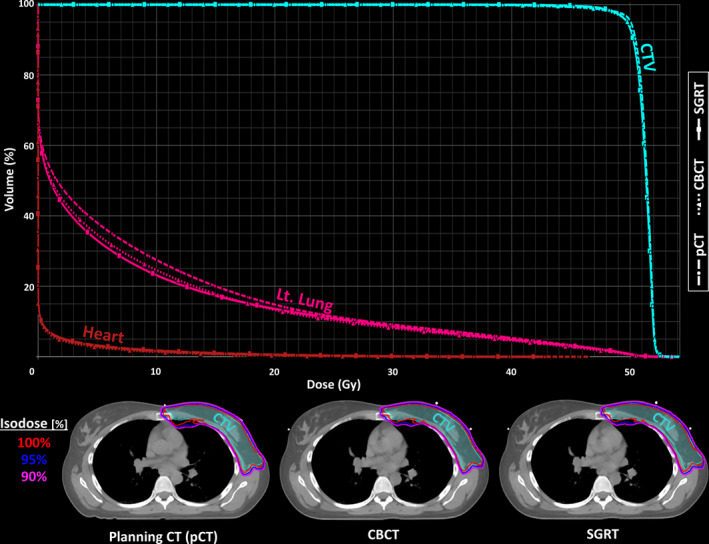 100
80
60
40
20
Volume (%)
CTV
Lt. Lung
Heart
0
10
20
30
40
50
Dose (Gy)
pCT
CBCT
SGRT
Isodose [%]
100%
95%
90%
CTV
CTV
CTV
Planning CT (pCT)
CBCT
SGRT